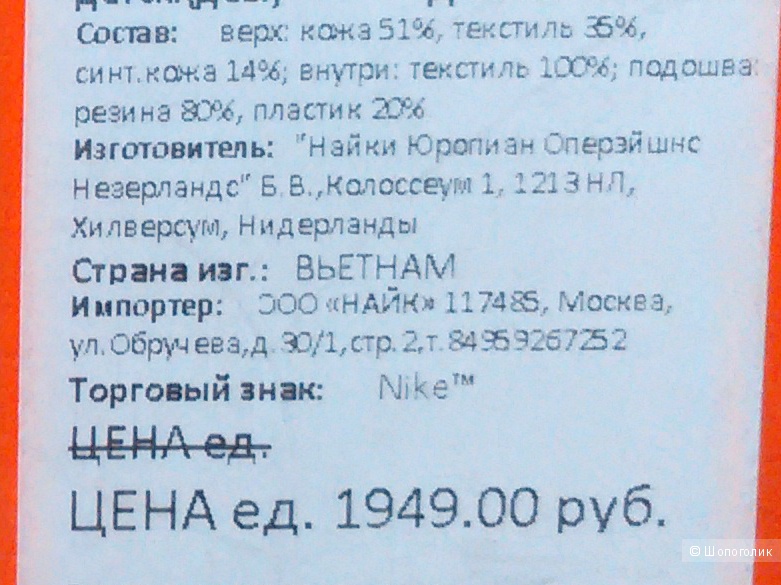 Состав: верх: кожа 51%, текстиль 35%,
синт.кожа 14%; внутри: текстиль 100%; подошва:
резина 80%, пластик 20%
Изготовитель: "Найки Юропиан Оперэйшнс
Незерландс" Б.В.,Колоссеум 1, 1213 НЛ,
Хилверсум, Нидерланды
Страна изг.: ВЬЕТНАМ
Импортер: ООО «НАЙК» 117485, Москва,
ул.Обручева,д.30/1,стр.2,т.84959267252
Торговый знак: Nike™
ЦЕНА ед.
ЦЕНА ед. 1949.00 руб.
© Шопоголик